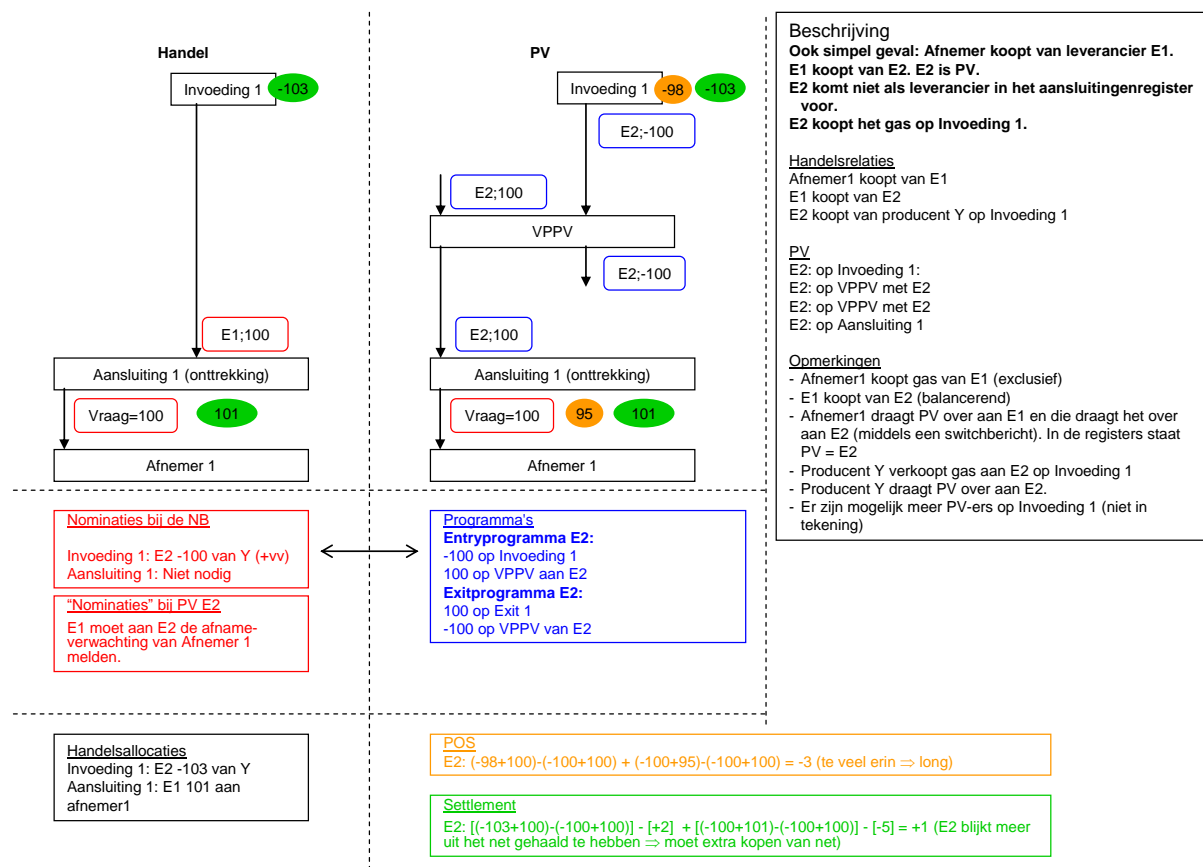 Handel
PV
Invoeding 1
-103
Invoeding 1
-98
-103
E2;-100
E2;100
VPPV
E2;-100
E1;100
E2;100
Aansluiting 1 (onttrekking)
Aansluiting 1 (onttrekking)
Vraag=100
101
Vraag=100
95
101
Afnemer 1
Afnemer 1
Beschrijving
Ook simpel geval: Afnemer koopt van leverancier E1.
E1 koopt van E2. E2 is PV.
E2 komt niet als leverancier in het aansluitingenregister
voor.
E2 koopt het gas op Invoeding 1.
Handelsrelaties
Afnemer1 koopt van E1
E1 koopt van E2
E2 koopt van producent Y op Invoeding 1
PV
E2: op Invoeding 1:
E2: op VPPV met E2
E2: op VPPV met E2
E2: op Aansluiting 1
Opmerkingen
- Afnemer1 koopt gas van E1 (exclusief)
- E1 koopt van E2 (balancerend)
- Afnemer1 draagt PV over aan E1 en die draagt het over
aan E2 (middels een switchbericht). In de registers staat
PV = E2
- Producent Y verkoopt gas aan E2 op Invoeding 1
- Producent Y draagt PV over aan E2.
- Er zijn mogelijk meer PV-ers op Invoeding 1 (niet in
tekening)
Nominaties bij de NB
Invoeding 1: E2 -100 van Y (+vv)
Aansluiting 1: Niet nodig
“Nominaties” bij PV E2
E1 moet aan E2 de afname-
verwachting van Afnemer 1
melden.
Programma's
Entryprogramma E2:
-100 op Invoeding 1
100 op VPPV aan E2
Exitprogramma E2:
100 op Exit 1
-100 op VPPV van E2
Handelsallocaties
Invoeding 1: E2 -103 van Y
Aansluiting 1: E1 101 aan
afnemer1
POS
E2: (-98+100)-(-100+100) + (-100+95)-(-100+100) = -3 (te veel erin ⇒ long)
Settlement
E2: [(-103+100)-(-100+100)] - [+2] + [(-100+101)-(-100+100)] - [-5] = +1 (E2 blijkt meer
uit het net gehaald te hebben ⇒ moet extra kopen van net)